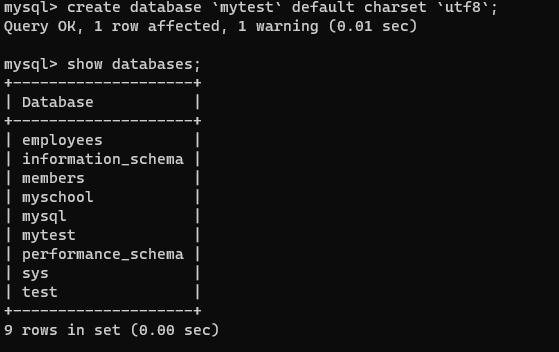 mysql> create database `mytest` default charset `utf8`;
Query OK, 1 row affected, 1 warning (0.01 sec)

mysql> show databases;
+--------------------+
| Database           |
+--------------------+
| employees          |
| information_schema |
| members            |
| myschool           |
| mysql              |
| mytest             |
| performance_schema |
| sys                |
| test               |
+--------------------+
9 rows in set (0.00 sec)